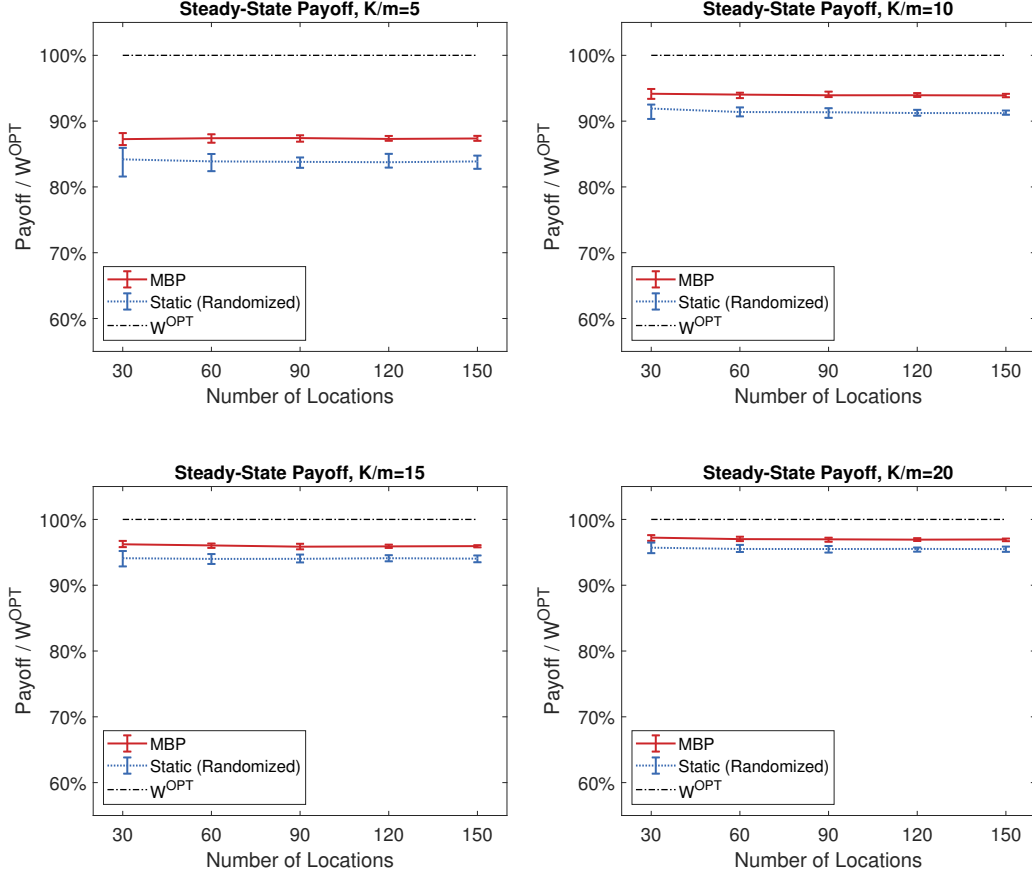 Steady-State Payoff, K/m=5
100%
90%
80%
70%
60%
Payoff / W^OPT
MBP
Static (Randomized)
W^OPT
30 60 90 120 150
Number of Locations
Steady-State Payoff, K/m=10
100%
90%
80%
70%
60%
Payoff / W^OPT
MBP
Static (Randomized)
W^OPT
30 60 90 120 150
Number of Locations
Steady-State Payoff, K/m=15
100%
90%
80%
70%
60%
Payoff / W^OPT
MBP
Static (Randomized)
W^OPT
30 60 90 120 150
Number of Locations
Steady-State Payoff, K/m=20
100%
90%
80%
70%
60%
Payoff / W^OPT
MBP
Static (Randomized)
W^OPT
30 60 90 120 150
Number of Locations